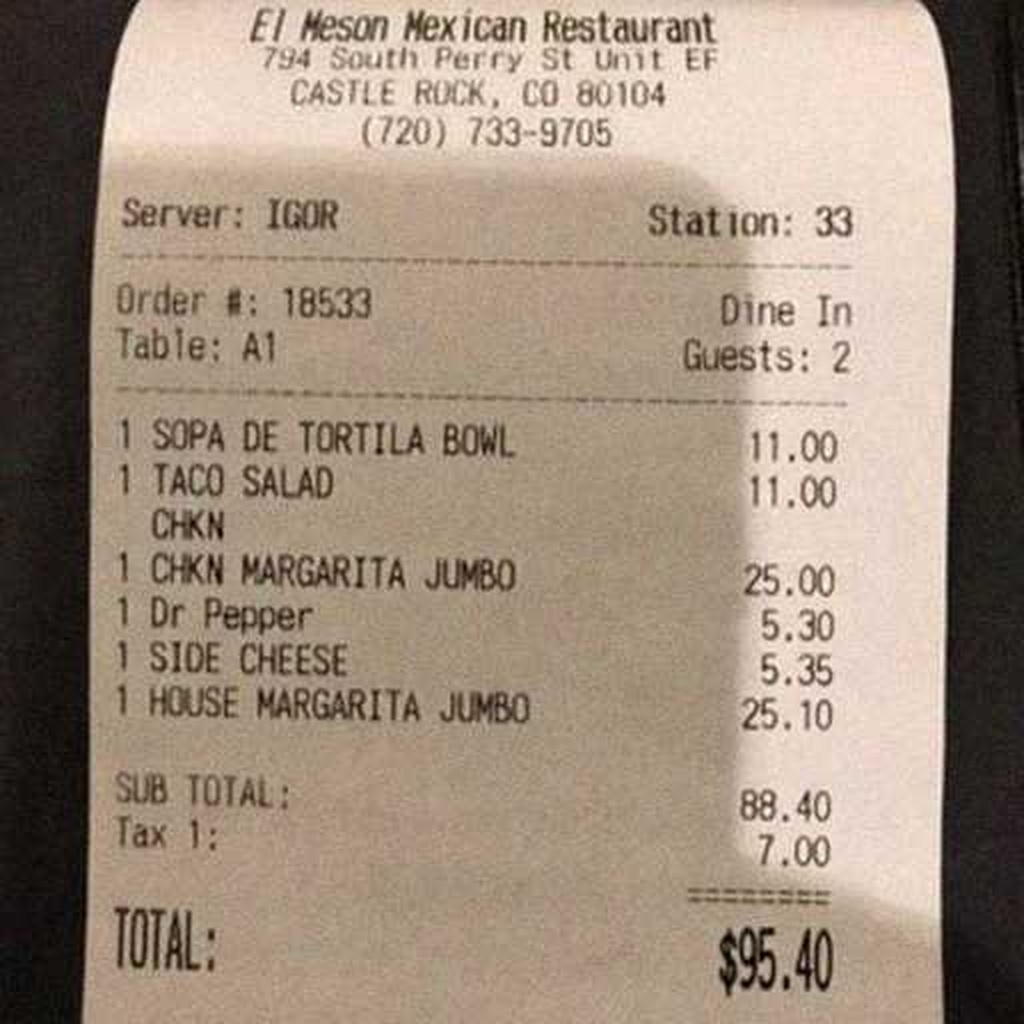 El Meson Mexican Restaurant
794 South Perry St Unit EF
CASTLE ROCK, CO 80104
(720) 733-9705
Server: IGOR Station: 33
Order #: 18533 Dine In
Table: A1 Guests: 2
1 SOPA DE TORTILA BOWL 11.00
1 TACO SALAD 11.00
CHKN
1 CHKN MARGARITA JUMBO 25.00
1 Dr Pepper 5.30
1 SIDE CHEESE 5.35
1 HOUSE MARGARITA JUMBO 25.10
SUB TOTAL: 88.40
Tax 1: 7.00
TOTAL: $95.40